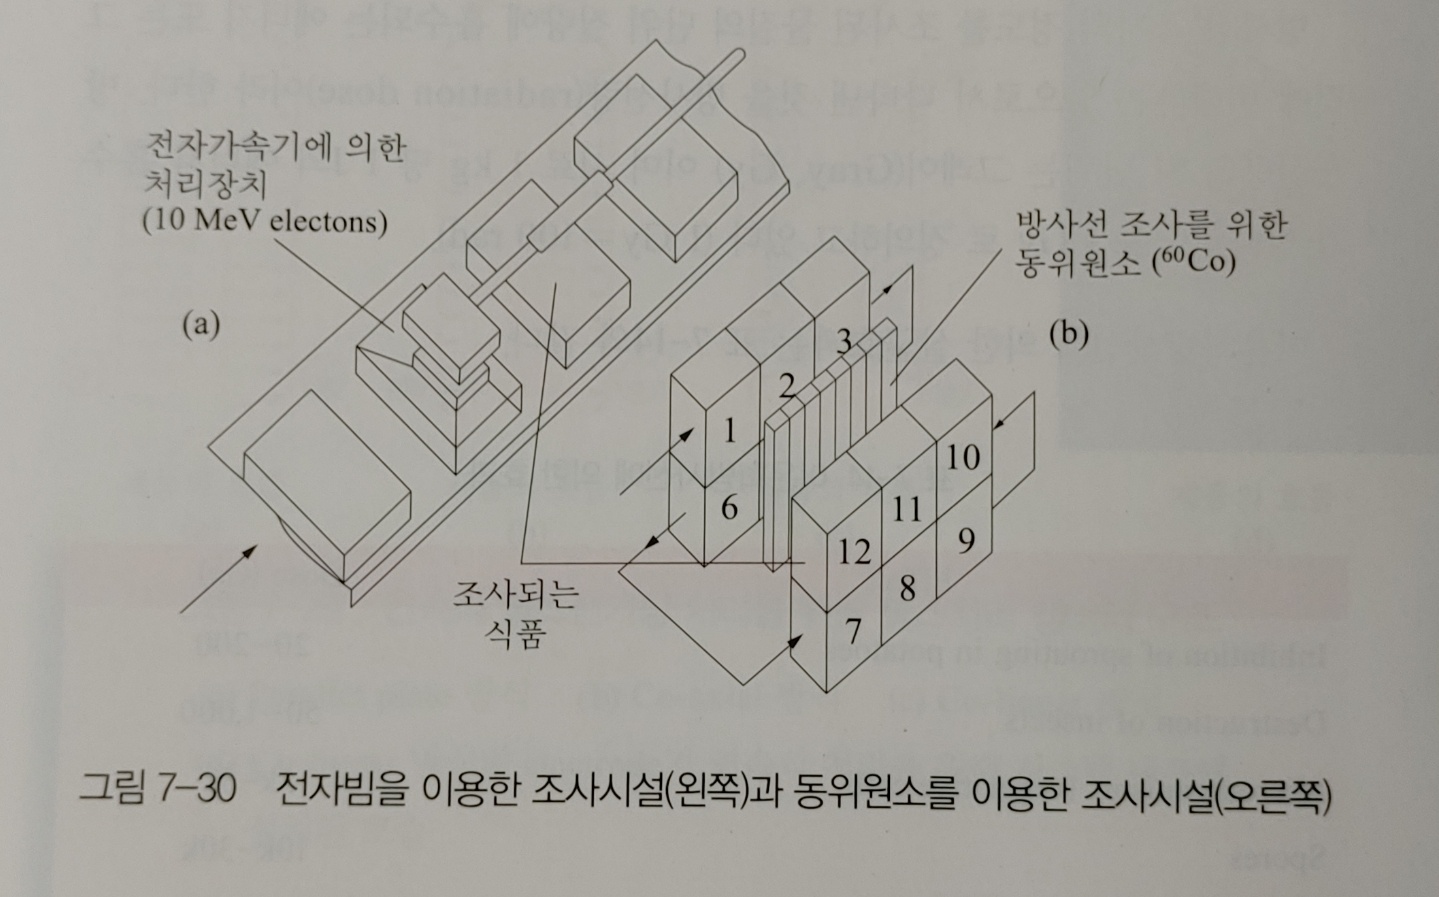 전자가속기에 의한
처리장치
(10 MeV electons)
(a)
방사선 조사를 위한
동위원소 (⁶⁰Co)
(b)
3
2
1
10
6
11
12
9
8
7
조사되는
식품
그림 7-30 전자빔을 이용한 조사시설(왼쪽)과 동위원소를 이용한 조사시설(오른쪽)